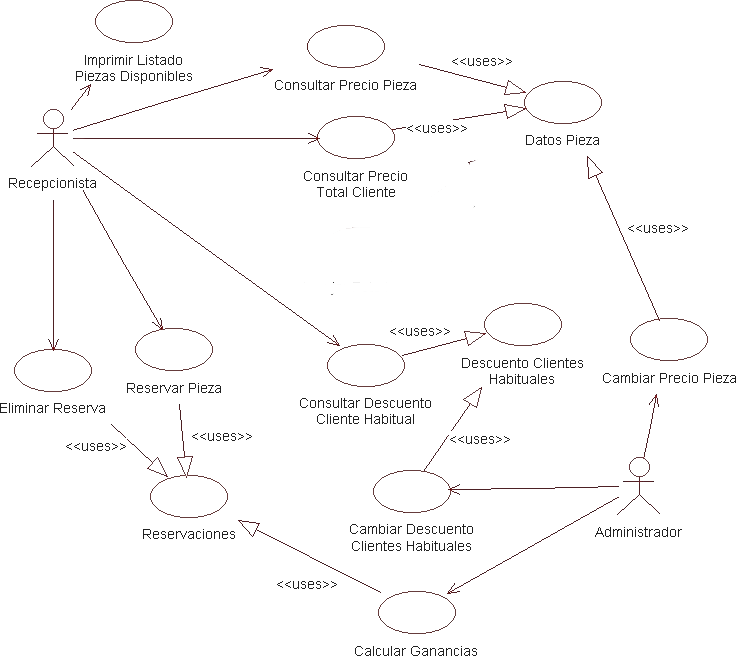 Imprimir Listado
Piezas Disponibles
Consultar Precio Pieza
<<uses>>
Datos Pieza
<<uses>>
Consultar Precio
Total Cliente
Recepcionista
<<uses>>
<<uses>>
Descuento Clientes
Habituales
Cambiar Precio Pieza
Reservar Pieza
Eliminar Reserva
Consultar Descuento
Cliente Habitual
<<uses>>
<<uses>>
<<uses>>
Reservaciones
Cambiar Descuento
Clientes Habituales
Administrador
<<uses>>
Calcular Ganancias